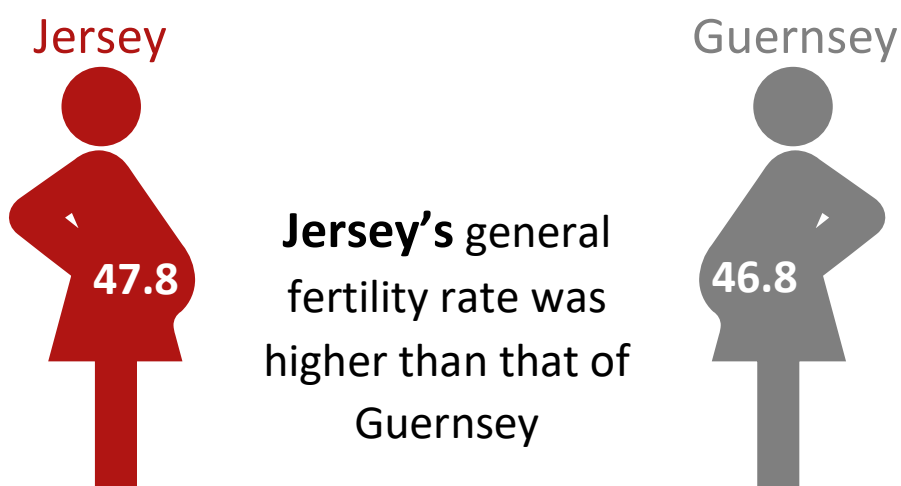 Jersey
Guernsey
47.8
46.8
Jersey’s general
fertility rate was
higher than that of
Guernsey